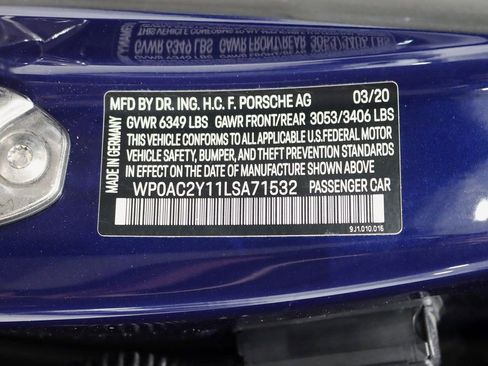 MFD BY DR. ING. H.C. F. PORSCHE AG 03/20
GVWR 6349 LBS GAWR FRONT/REAR 3053/3406 LBS
THIS VEHICLE CONFORMS TO ALL APPLICABLE U.S.FEDERAL MOTOR
VEHICLE SAFETY, BUMPER, AND THEFT PREVENTION STANDARDS
IN EFFECT ON THE DATE OF MANUFACTURE SHOWN ABOVE
MADE IN GERMANY
WP0AC2Y11LSA71532 PASSENGER CAR
9J1.010.016